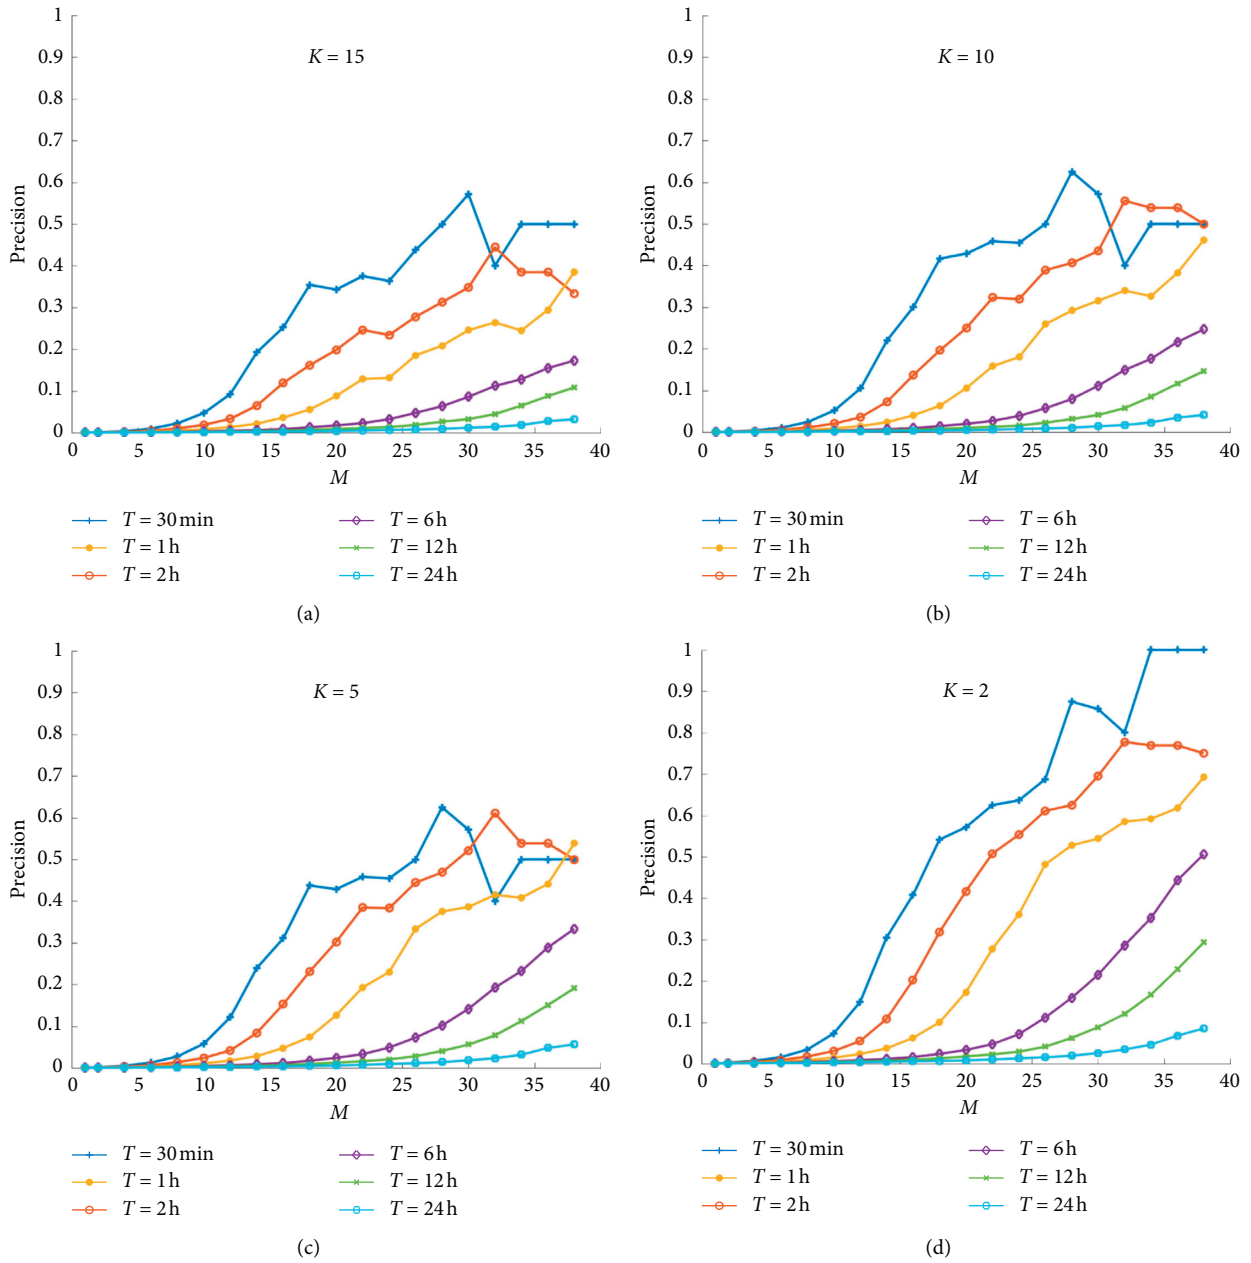 1
0.9
K = 15
0.8
0.7
0.6
0.5
Precision
0.4
0.3
0.2
0.1
0
0 5 10 15 20 25 30 35 40
M
T = 30 min
T = 1 h
T = 2 h
T = 6 h
T = 12 h
T = 24 h
(a)
1
0.9
K = 10
0.8
0.7
0.6
0.5
Precision
0.4
0.3
0.2
0.1
0
0 5 10 15 20 25 30 35 40
M
T = 30 min
T = 1 h
T = 2 h
T = 6 h
T = 12 h
T = 24 h
(b)
1
0.9
K = 5
0.8
0.7
0.6
0.5
Precision
0.4
0.3
0.2
0.1
0
0 5 10 15 20 25 30 35 40
M
T = 30 min
T = 1 h
T = 2 h
T = 6 h
T = 12 h
T = 24 h
(c)
1
0.9
K = 2
0.8
0.7
0.6
0.5
Precision
0.4
0.3
0.2
0.1
0
0 5 10 15 20 25 30 35 40
M
T = 30 min
T = 1 h
T = 2 h
T = 6 h
T = 12 h
T = 24 h
(d)